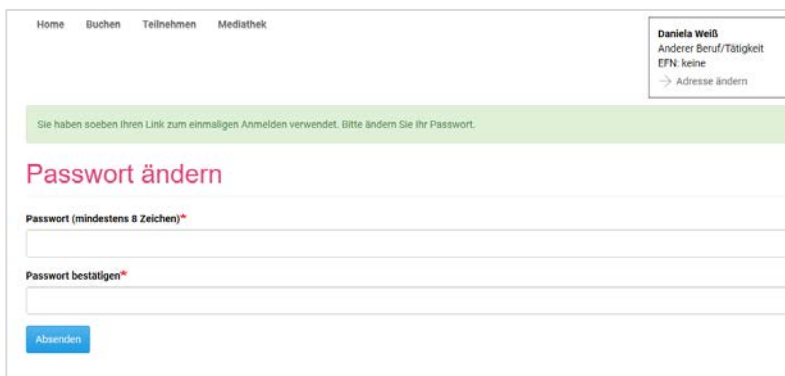 Home Buchen Teilnehmen Mediathek
Daniela Weiß
Anderer Beruf/Tätigkeit
EFN: keine
→ Adresse ändern
Sie haben soeben Ihren Link zum einmaligen Anmelden verwendet. Bitte ändern Sie Ihr Passwort.
Passwort ändern
Passwort (mindestens 8 Zeichen)*
Passwort bestätigen*
Absenden